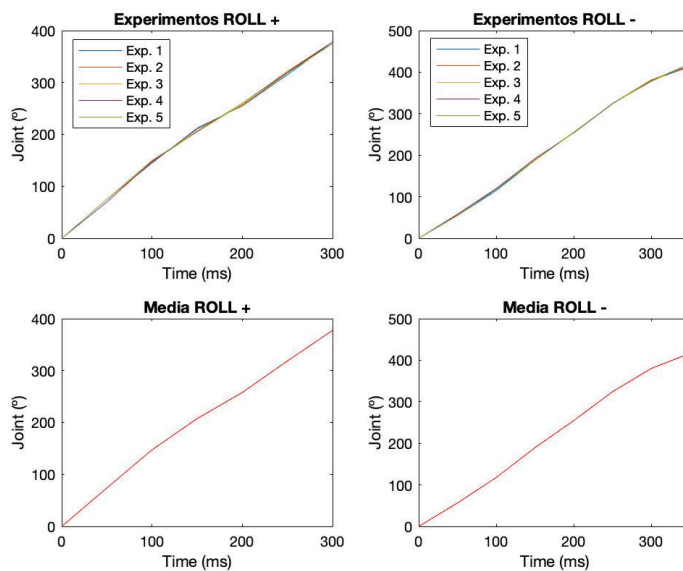 Experimentos ROLL +
400
300
200
100
0
Joint (º)
Exp. 1
Exp. 2
Exp. 3
Exp. 4
Exp. 5
0 100 200 300
Time (ms)
Experimentos ROLL -
500
400
300
200
100
0
Joint (º)
Exp. 1
Exp. 2
Exp. 3
Exp. 4
Exp. 5
0 100 200 300
Time (ms)
Media ROLL +
400
300
200
100
0
Joint (º)
0 100 200 300
Time (ms)
Media ROLL -
500
400
300
200
100
0
Joint (º)
0 100 200 300
Time (ms)